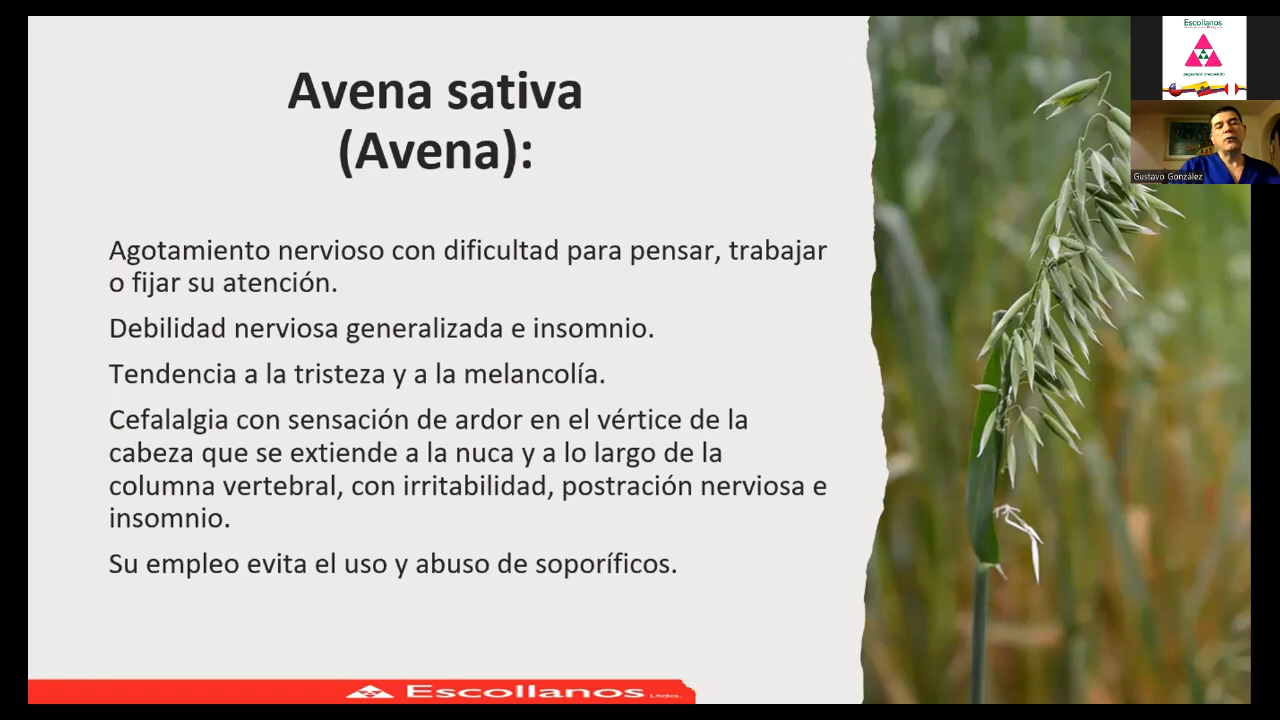 Avena sativa
(Avena):
Agotamiento nervioso con dificultad para pensar, trabajar
o fijar su atención.
Debilidad nerviosa generalizada e insomnio.
Tendencia a la tristeza y a la melancolía.
Cefalalgia con sensación de ardor en el vértice de la
cabeza que se extiende a la nuca y a lo largo de la
columna vertebral, con irritabilidad, postración nerviosa e
insomnio.
Su empleo evita el uso y abuso de soporíficos.
Escollanos Ltda.
Escollanos
Gustavo González